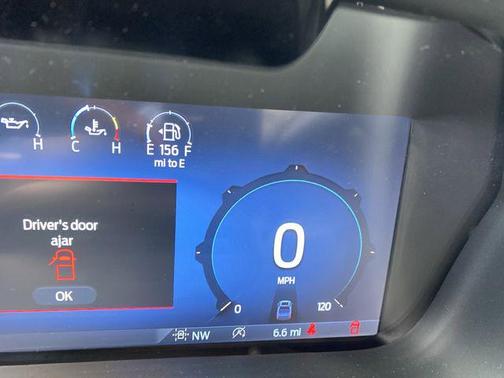 H
C H
E 156 F
mi to E
Driver's door
ajar
OK
0
MPH
0 120
NW
6.6 mi